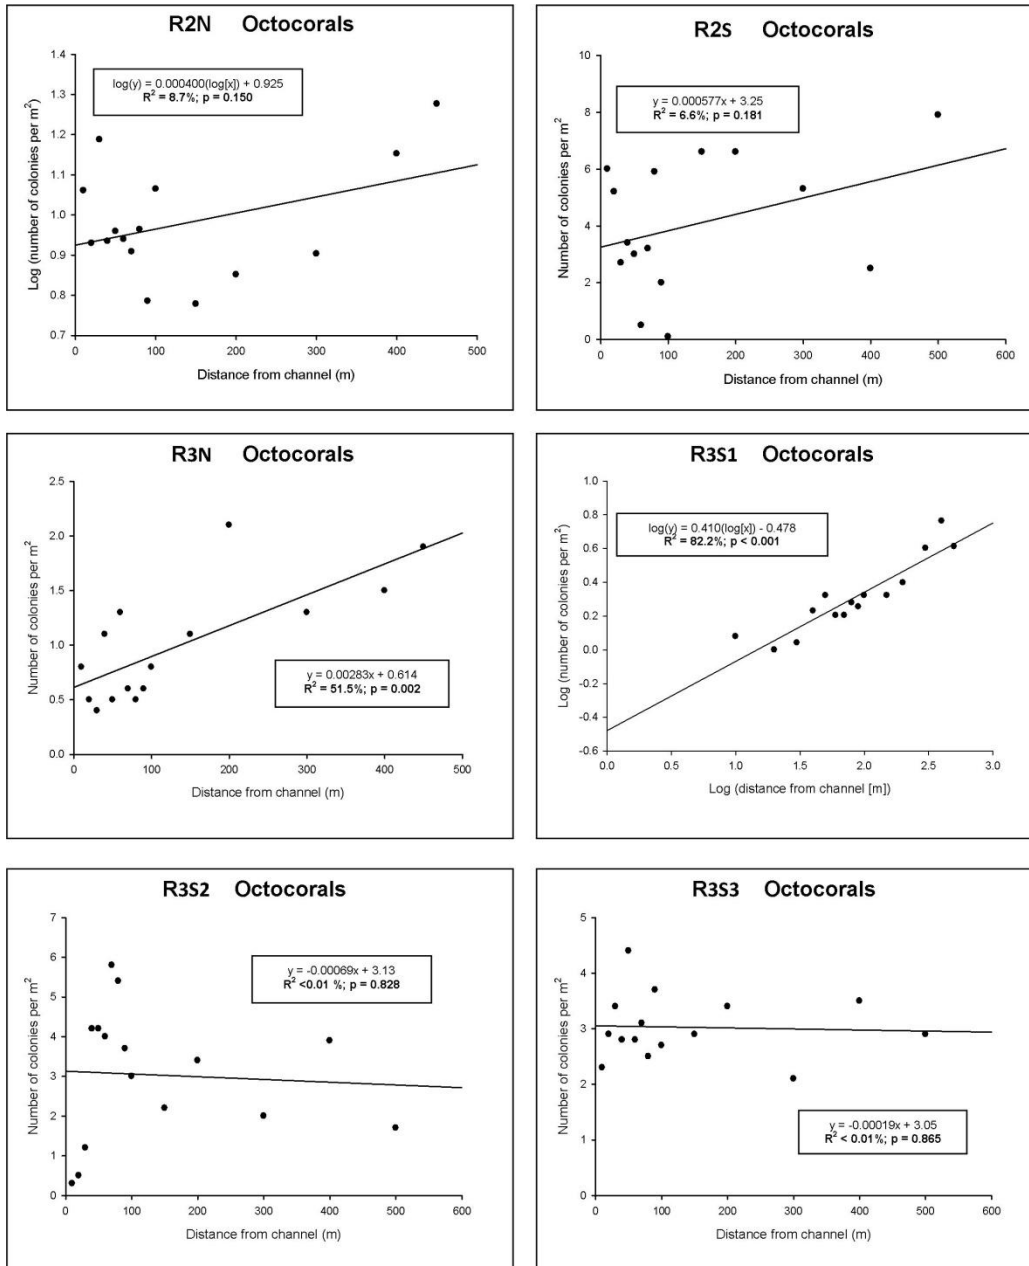 R2N Octocorals
Log (number of colonies per m²)
1.4
1.3
1.2
1.1
1.0
0.9
0.8
0.7
log(y) = 0.000400(log[x]) + 0.925
R² = 8.7%; p = 0.150
0 100 200 300 400 500
Distance from channel (m)
R2S Octocorals
Number of colonies per m²
10
8
6
4
2
0
y = 0.000577x + 3.25
R² = 6.6%; p = 0.181
0 100 200 300 400 500 600
Distance from channel (m)
R3N Octocorals
Number of colonies per m²
2.5
2.0
1.5
1.0
0.5
0.0
y = 0.00283x + 0.614
R² = 51.5%; p = 0.002
0 100 200 300 400 500
Distance from channel (m)
R3S1 Octocorals
Log (number of colonies per m²)
1.0
0.8
0.6
0.4
0.2
0.0
-0.2
-0.4
-0.6
log(y) = 0.410(log[x]) - 0.478
R² = 82.2%; p < 0.001
0.0 0.5 1.0 1.5 2.0 2.5 3.0
Log (distance from channel [m])
R3S2 Octocorals
Number of colonies per m²
7
6
5
4
3
2
1
0
y = -0.00069x + 3.13
R² <0.01 %; p = 0.828
0 100 200 300 400 500 600
Distance from channel (m)
R3S3 Octocorals
Number of colonies per m²
5
4
3
2
1
0
y = -0.00019x + 3.05
R² < 0.01%; p = 0.865
0 100 200 300 400 500 600
Distance from channel (m)